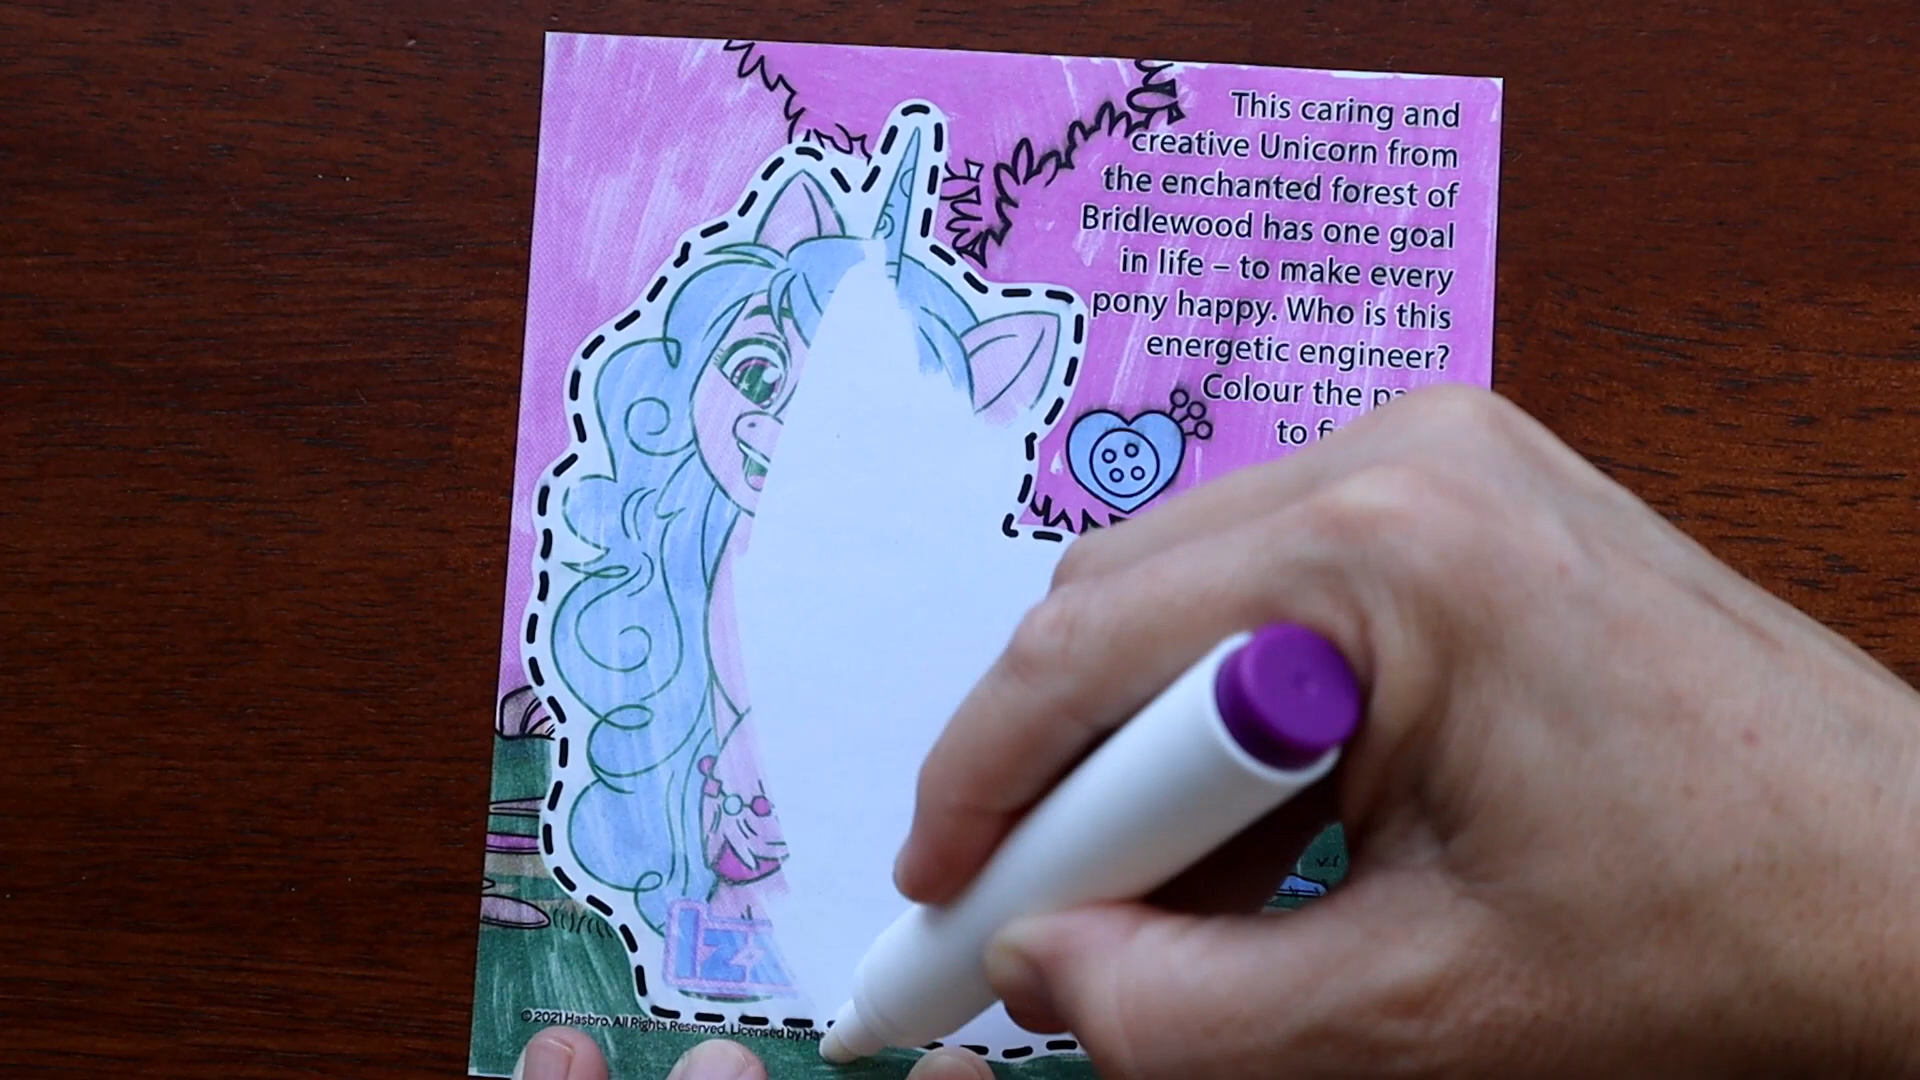 This caring and
creative Unicorn from
the enchanted forest of
Bridlewood has one goal
in life – to make every
pony happy. Who is this
energetic engineer?
Colour the
to
©2021 Hasbro. All Rights Reserved. Licensed by